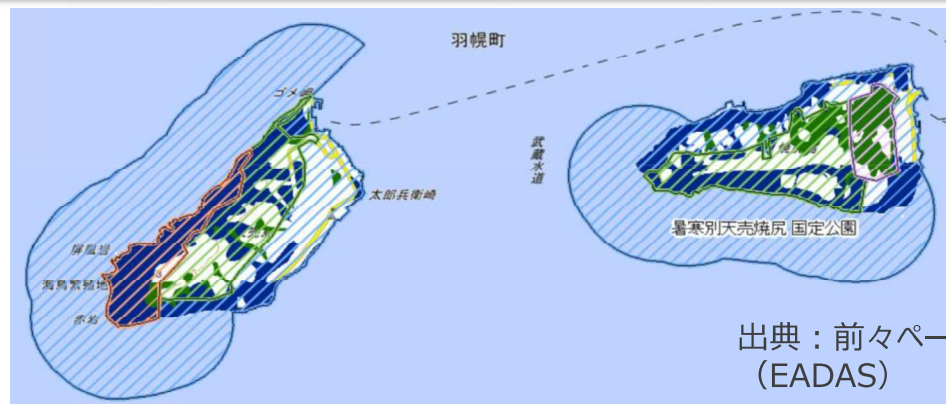 羽幌町
ゴメ岬
武蔵水道
太郎兵衛崎
暑寒別天売焼尻 国定公園
屏風岩
海鳥繁殖地
赤岩
出典：前々ペー
（EADAS）